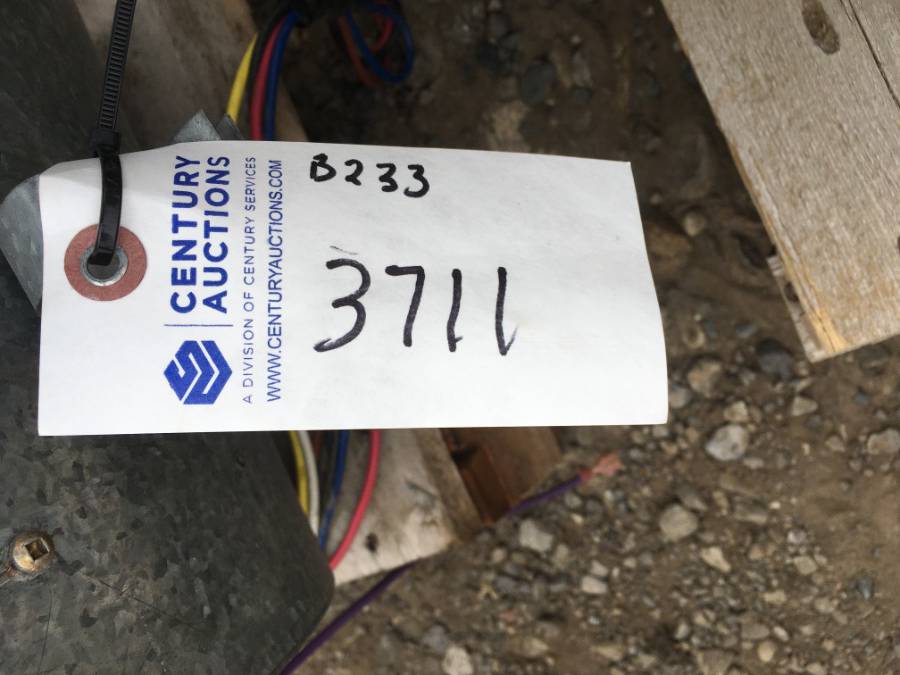 B233
3711
CENTURY
AUCTIONS
A DIVISION OF CENTURY SERVICES
WWW.CENTURYAUCTIONS.COM